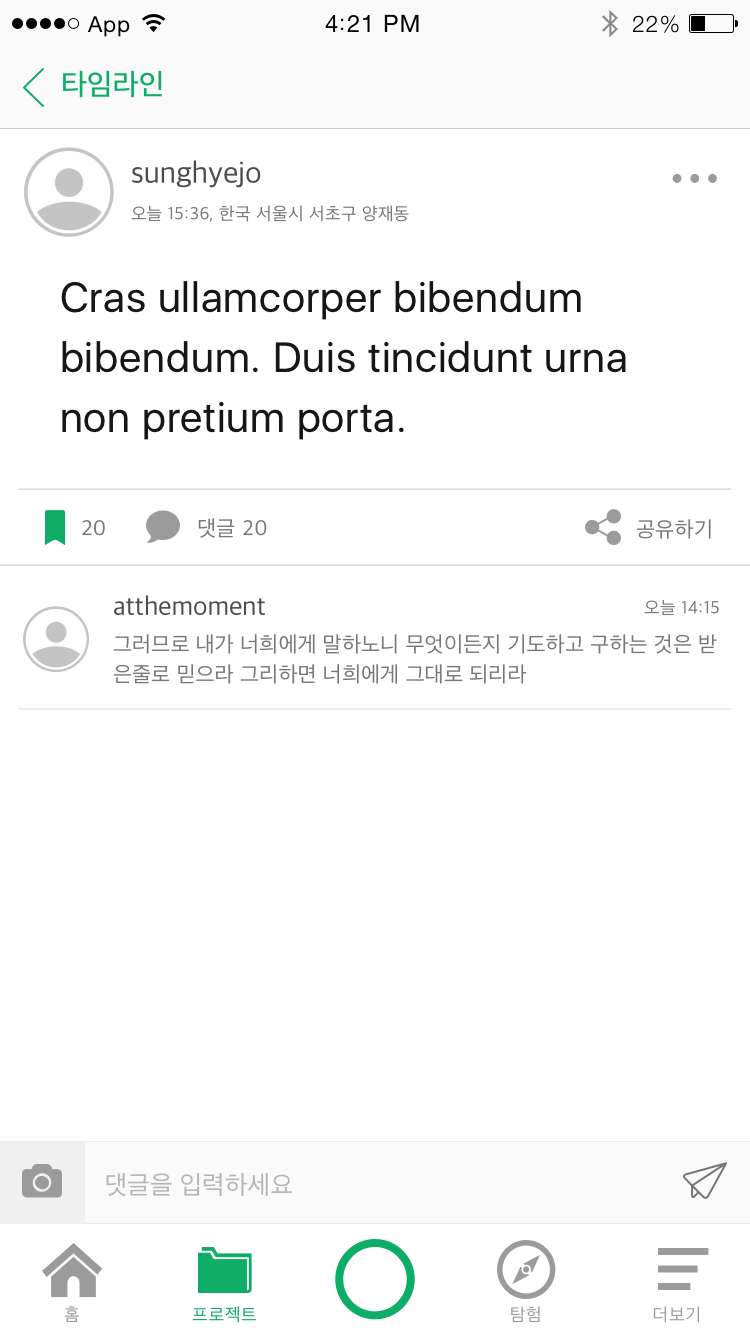 App 4:21 PM 22%
타임라인
sunghyejo
오늘 15:36, 한국 서울시 서초구 양재동
Cras ullamcorper bibendum
bibendum. Duis tincidunt urna
non pretium porta.
20 댓글 20 공유하기
atthemoment 오늘 14:15
그러므로 내가 너희에게 말하노니 무엇이든지 기도하고 구하는 것은 받
은줄로 믿으라 그리하면 너희에게 그대로 되리라
댓글을 입력하세요
홈 프로젝트 탐험 더보기